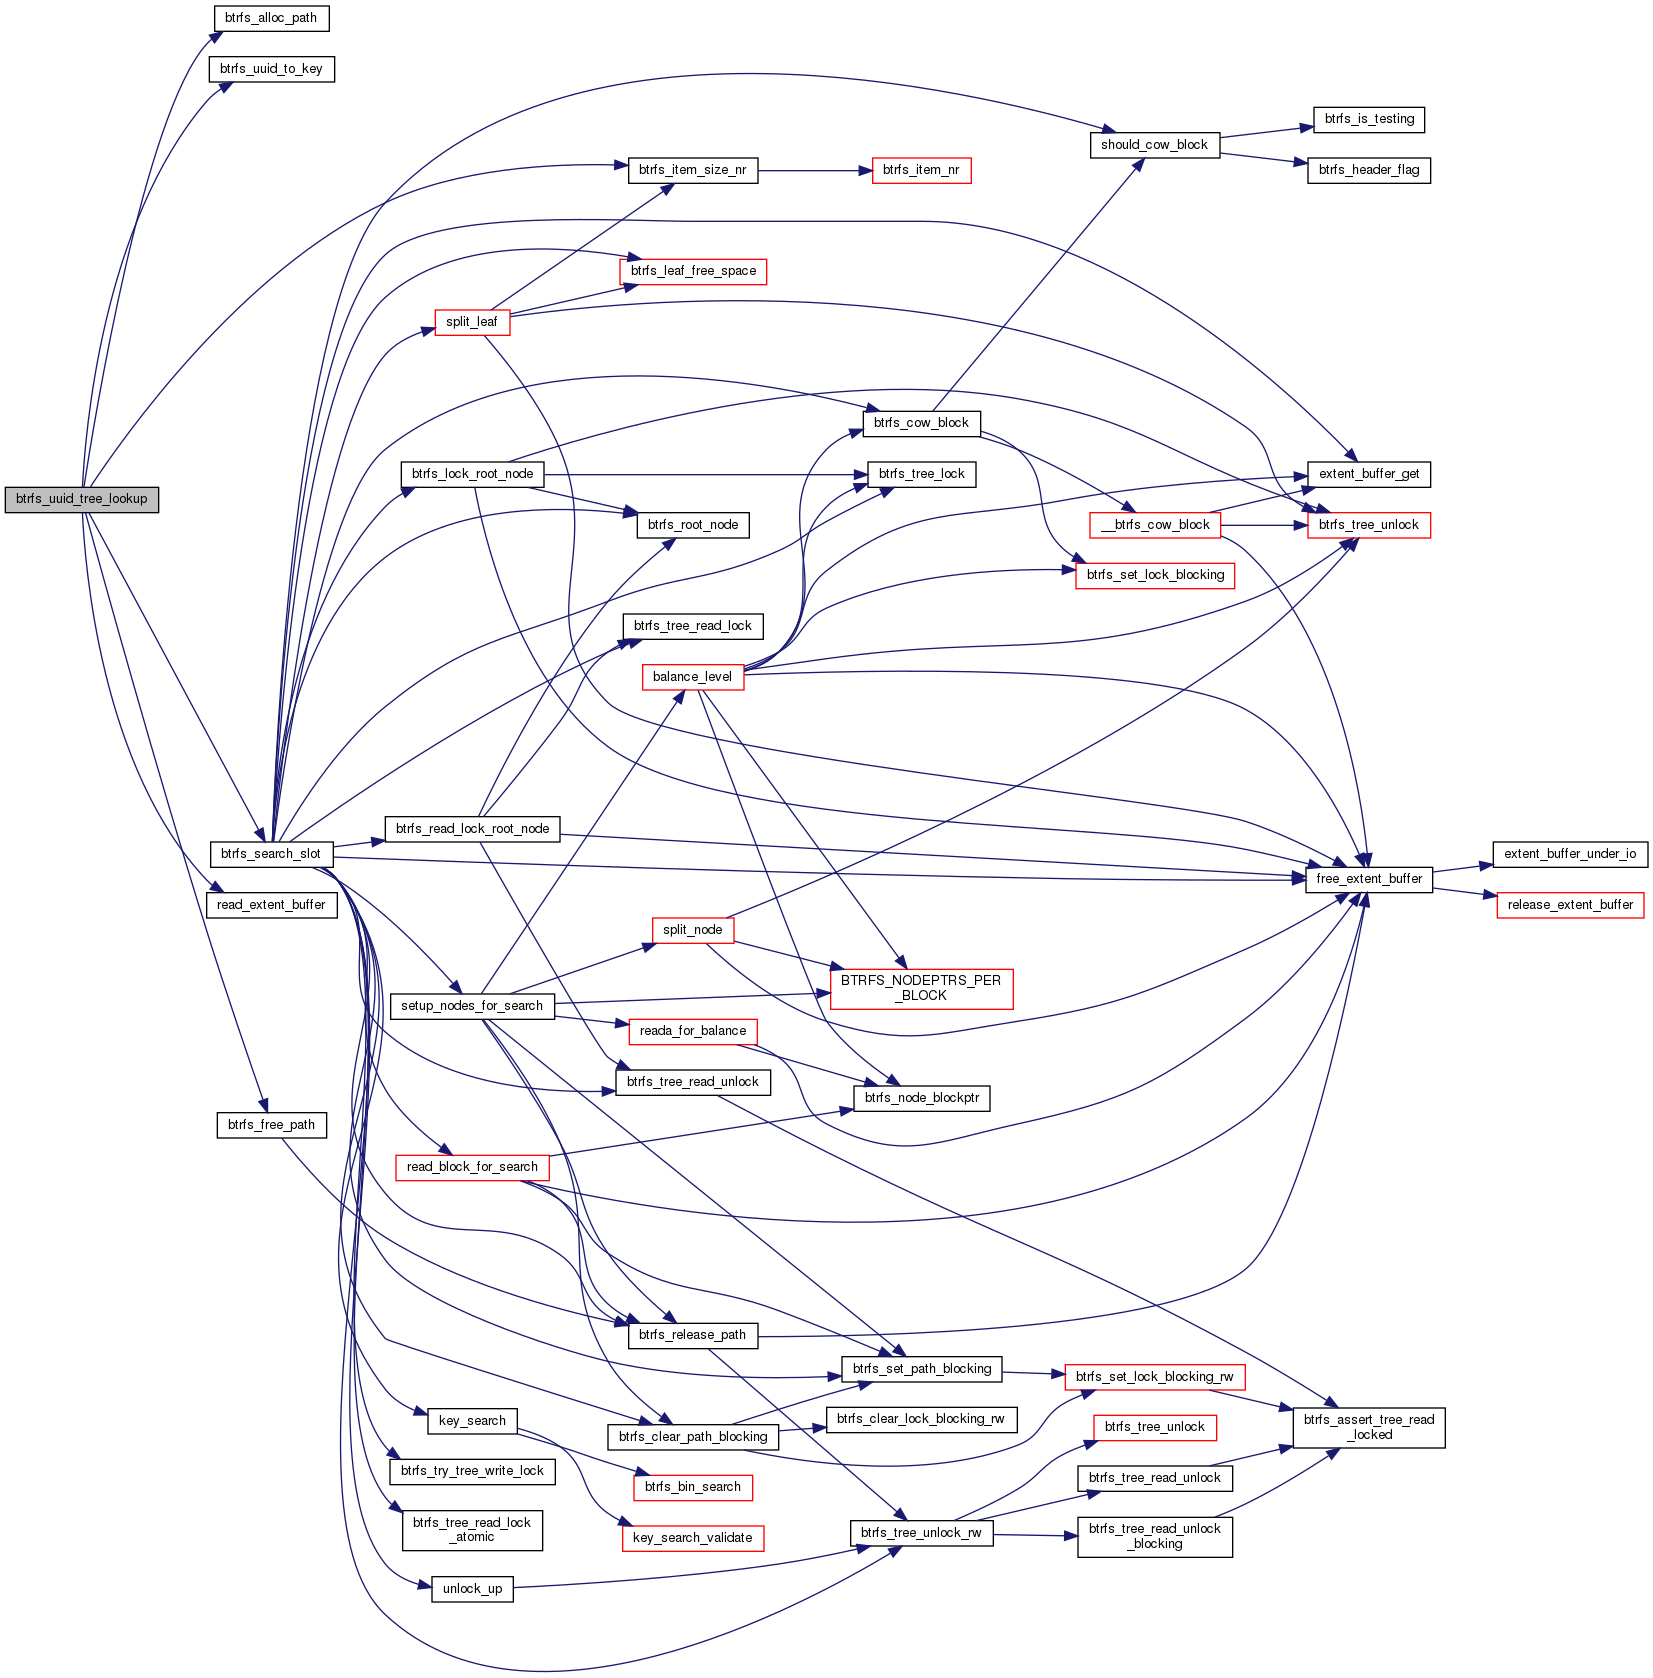 btrfs_alloc_path
btrfs_uuid_to_key
btrfs_is_testing
should_cow_block
btrfs_header_flag
btrfs_item_size_nr
btrfs_item_nr
btrfs_leaf_free_space
split_leaf
btrfs_cow_block
btrfs_lock_root_node
btrfs_tree_lock
extent_buffer_get
btrfs_uuid_tree_lookup
btrfs_root_node
__btrfs_cow_block
btrfs_tree_unlock
btrfs_set_lock_blocking
btrfs_tree_read_lock
balance_level
btrfs_read_lock_root_node
btrfs_search_slot
extent_buffer_under_io
free_extent_buffer
read_extent_buffer
release_extent_buffer
split_node
BTRFS_NODEPTRS_PER
_BLOCK
setup_nodes_for_search
reada_for_balance
btrfs_tree_read_unlock
btrfs_node_blockptr
btrfs_free_path
read_block_for_search
btrfs_release_path
btrfs_set_path_blocking
btrfs_set_lock_blocking_rw
key_search
btrfs_clear_lock_blocking_rw
btrfs_assert_tree_read
_locked
btrfs_tree_unlock
btrfs_clear_path_blocking
btrfs_try_tree_write_lock
btrfs_tree_read_unlock
btrfs_bin_search
btrfs_tree_read_lock
_atomic
btrfs_tree_unlock_rw
btrfs_tree_read_unlock
_blocking
key_search_validate
unlock_up